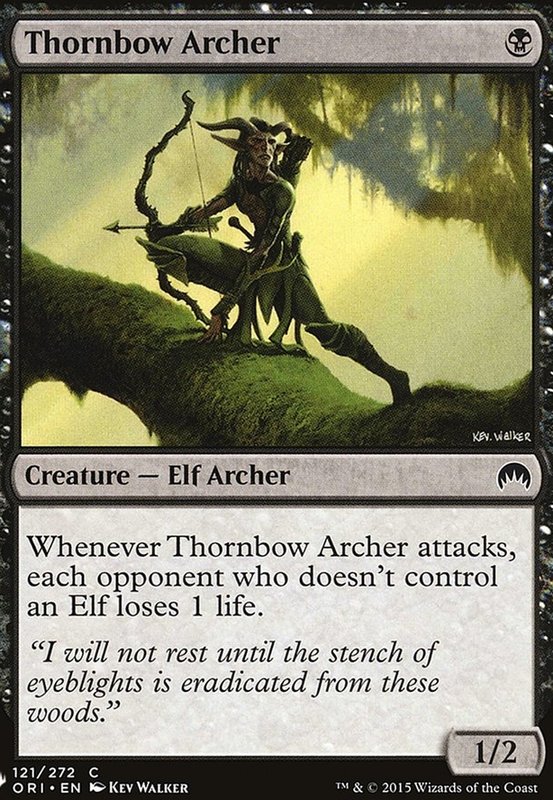 Thornbow Archer
KEV. WALKER
Creature — Elf Archer
Whenever Thornbow Archer attacks,
each opponent who doesn't control
an Elf loses 1 life.
“I will not rest until the stench of
eyeblights is eradicated from these
woods.”
1/2
121/272 C
ORI • EN Kev Walker
™ & © 2015 Wizards of the Coast